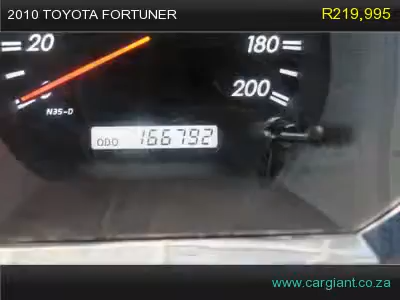 2010 TOYOTA FORTUNER R219,995
20 180
200
N35-D
ODO 166792
www.cargiant.co.za